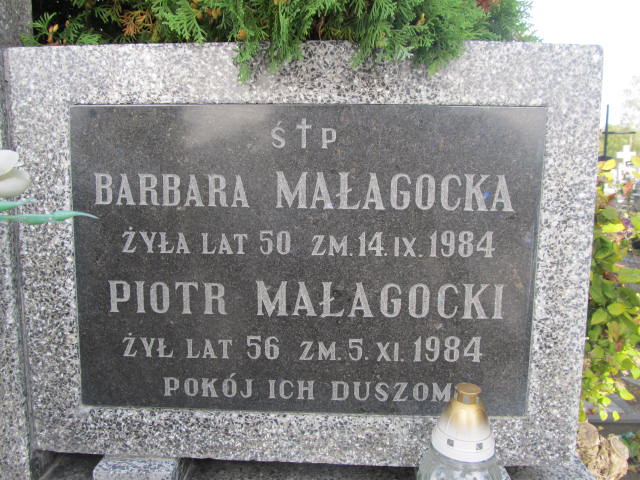 Ś†P
BARBARA MAŁAGOCKA
ŻYŁA LAT 50 ZM. 14. IX. 1984
PIOTR MAŁAGOCKI
ŻYŁ LAT 56 ZM. 5. XI. 1984
POKÓJ ICH DUSZOM